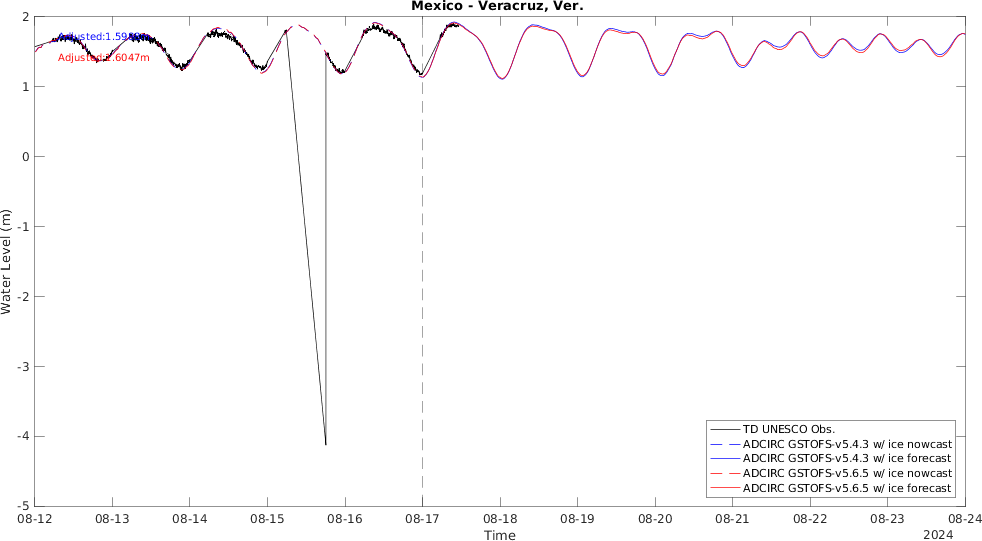 Mexico - Veracruz, Ver.
2
Adjusted:1.5989m
Adjusted:1.6047m
1
0
-1
-2
-3
-4
-5
Water Level (m)
TD UNESCO Obs.
ADCIRC GSTOFS-v5.4.3 w/ ice nowcast
ADCIRC GSTOFS-v5.4.3 w/ ice forecast
ADCIRC GSTOFS-v5.6.5 w/ ice nowcast
ADCIRC GSTOFS-v5.6.5 w/ ice forecast
08-12 08-13 08-14 08-15 08-16 08-17 08-18 08-19 08-20 08-21 08-22 08-23 08-24
Time
2024